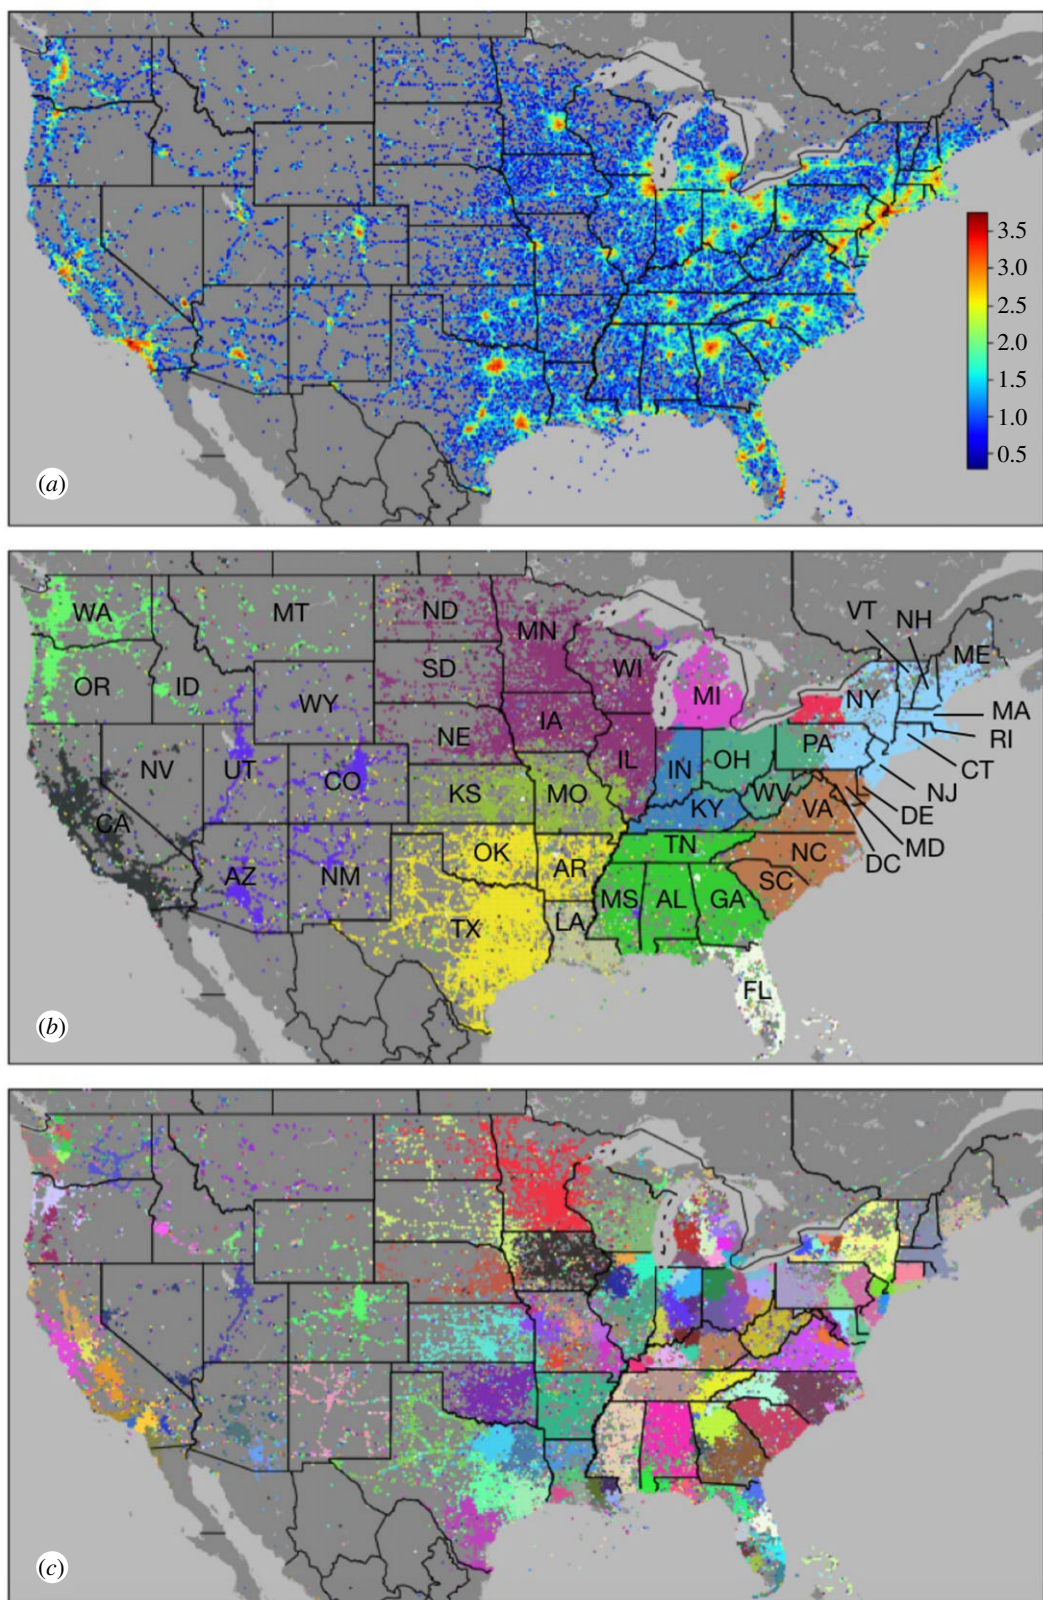 3.5
3.0
2.5
2.0
1.5
1.0
0.5
(a)
WA
MT
ND
MN
VT
NH
ME
OR
ID
SD
WI
MI
NY
WY
IA
MA
NE
PA
RI
NV
UT
CO
IL
IN
OH
CT
KS
MO
WV
NJ
CA
KY
VA
DE
OK
TN
NC
MD
AZ
NM
AR
DC
SC
TX
LA
MS
AL
GA
FL
(b)
(c)